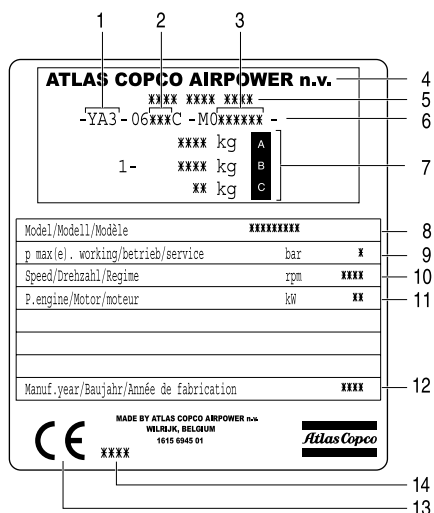 1 2 3
ATLAS COPCO AIRPOWER n.v. 4
**** **** **** 5
-YA3-06***C -M0****** - 6
**** kg A
1- **** kg B 7
** kg C
Model/Modell/Modèle ********* 8
p max(e). working/betrieb/service bar * 9
Speed/Drehzahl/Regime rpm **** 10
P.engine/Motor/moteur kW ** 11
Manuf.year/Baujahr/Année de fabrication **** 12
MADE BY ATLAS COPCO AIRPOWER n.v.
WILRIJK, BELGIUM
1615 6945 01
CE **** Atlas Copco
14
13